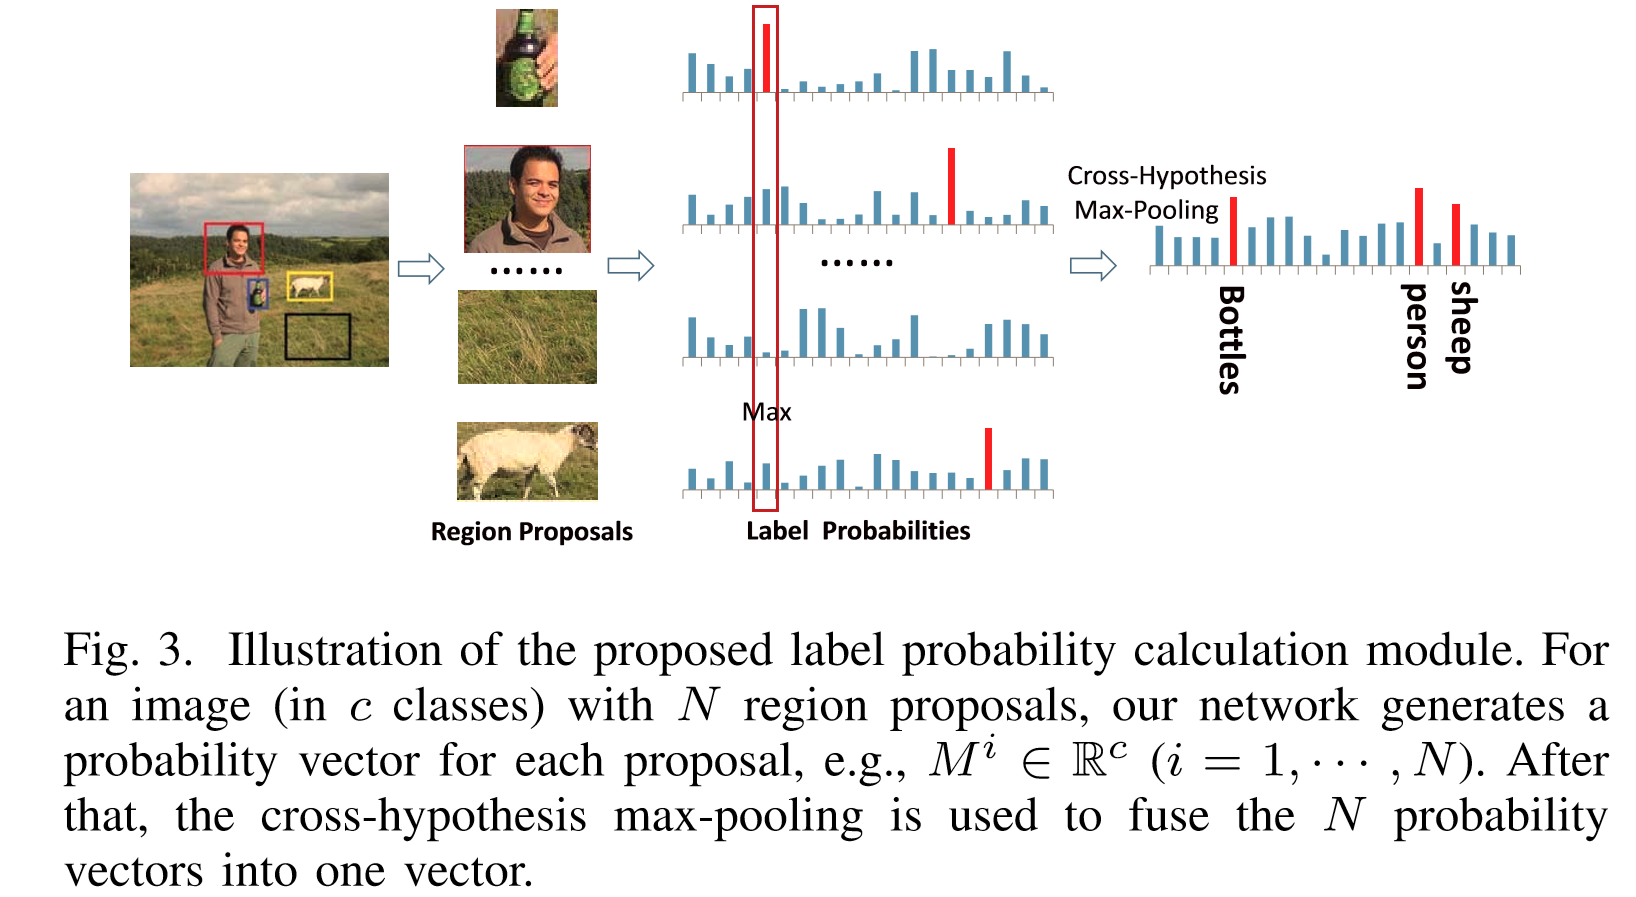 Cross-Hypothesis
Max-Pooling
......
......
Max
Bottles
person
sheep
Region Proposals
Label Probabilities
Fig. 3. Illustration of the proposed label probability calculation module. For
an image (in c classes) with N region proposals, our network generates a
probability vector for each proposal, e.g., Mⁱ ∈ ℝᶜ (i = 1, · · · , N). After
that, the cross-hypothesis max-pooling is used to fuse the N probability
vectors into one vector.